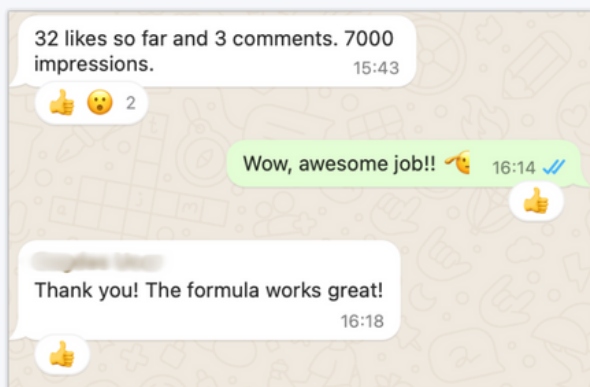 32 likes so far and 3 comments. 7000
impressions.
15:43
👍 😮 2
Wow, awesome job!! 🫡
16:14
👍
Thank you! The formula works great!
16:18
👍